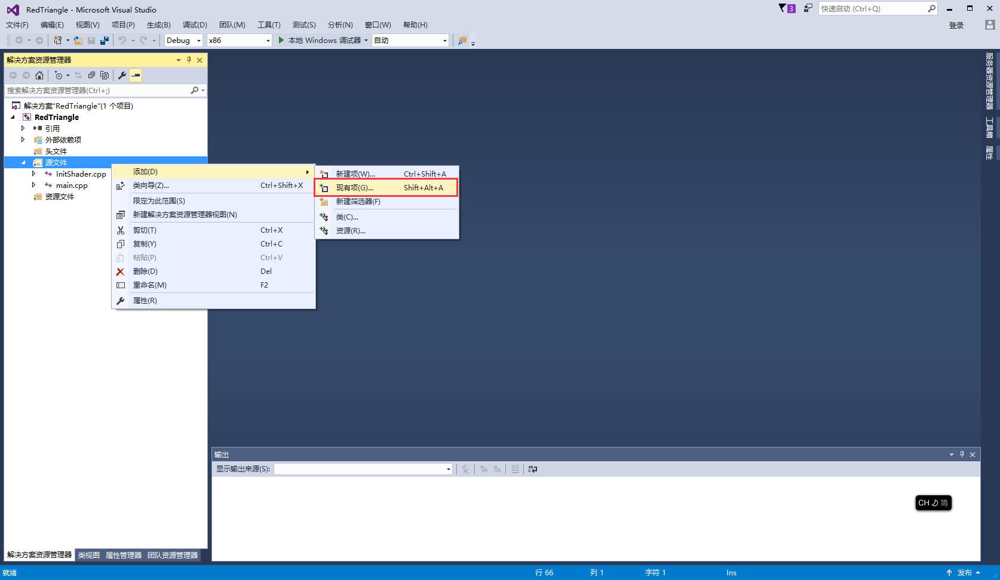 RedTriangle - Microsoft Visual Studio
3
快速启动 (Ctrl+Q)
文件(F) 编辑(E) 视图(V) 项目(P) 生成(B) 调试(D) 团队(M) 工具(T) 测试(S) 分析(N) 窗口(W) 帮助(H)
登录
Debug x86 本地 Windows 调试器 自动
解决方案资源管理器
搜索解决方案资源管理器(Ctrl+;)
解决方案"RedTriangle"(1 个项目)
RedTriangle
引用
外部依赖项
头文件
源文件
InitShader.cpp
main.cpp
资源文件
添加(D)
类向导(Z)... Ctrl+Shift+X
限定为此范围(S)
新建解决方案资源管理器视图(N)
剪切(T) Ctrl+X
复制(Y) Ctrl+C
粘贴(P) Ctrl+V
删除(D) Del
重命名(M) F2
属性(R)
新建项(W)... Ctrl+Shift+A
现有项(G)... Shift+Alt+A
新建筛选器(F)
类(C)...
资源(R)...
服务器资源管理器
工具箱
属性
输出
显示输出来源(S):
CH 简
解决方案资源管理器 类视图 属性管理器 团队资源管理器
就绪 行 66 列 1 字符 1 Ins 发布